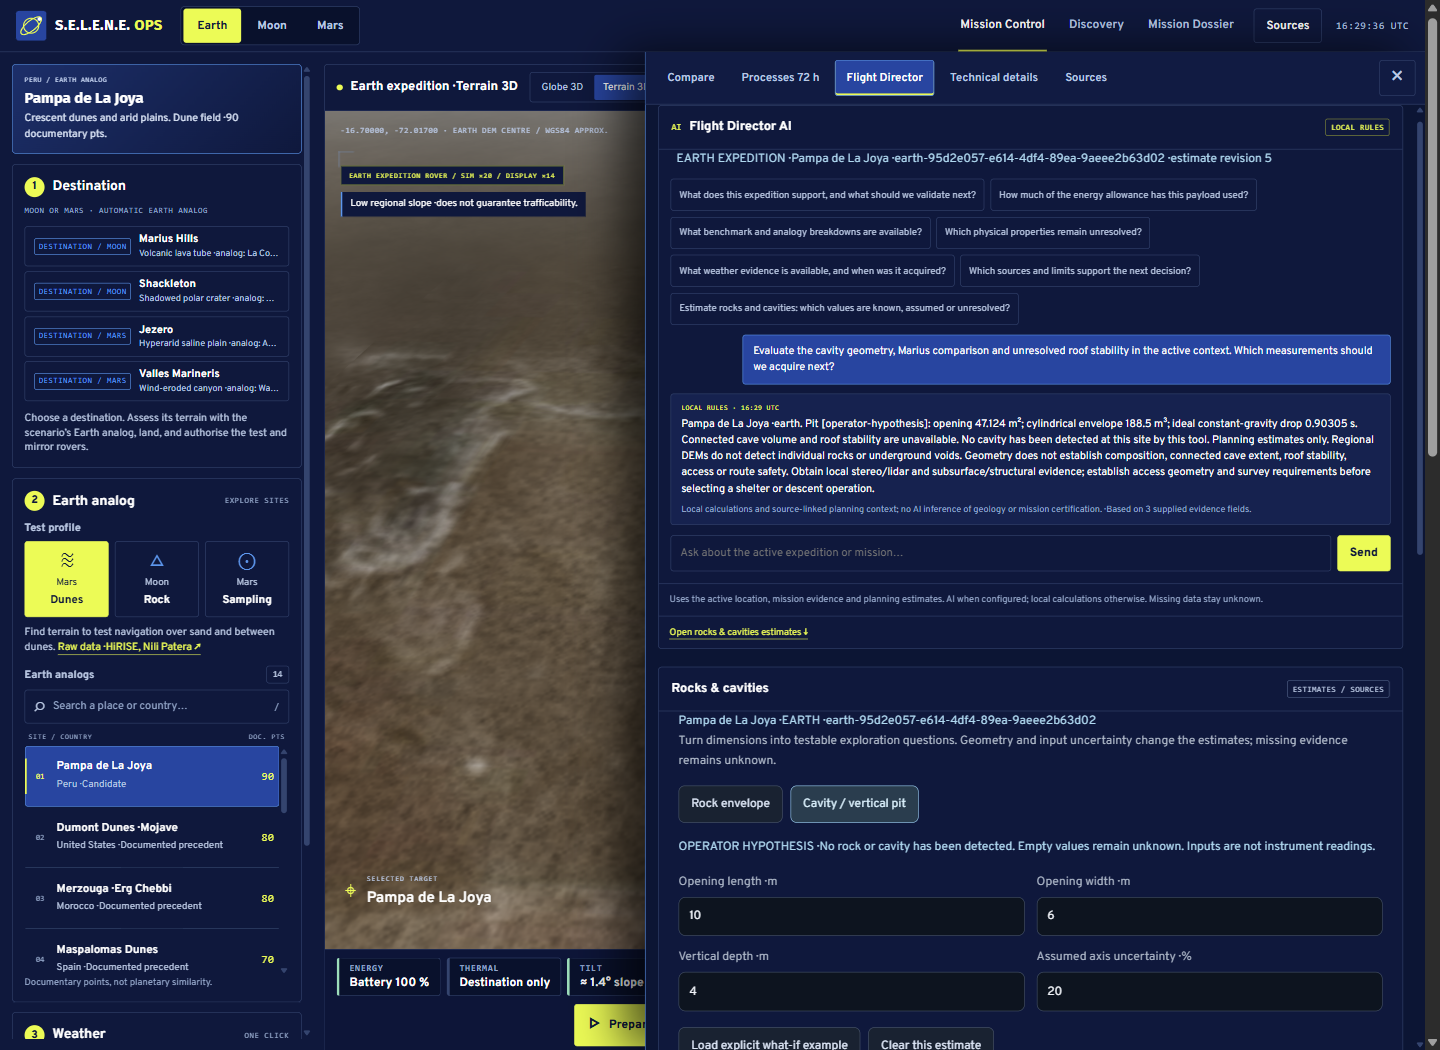 S.E.L.E.N.E. OPS
Earth
Moon
Mars
Mission Control
Discovery
Mission Dossier
Sources
16:29:36 UTC
PERU / EARTH ANALOG
Pampa de La Joya
Crescent dunes and arid plains. Dune field ·90
documentary pts.
1 Destination
MOON OR MARS · AUTOMATIC EARTH ANALOG
DESTINATION / MOON
Marius Hills
Volcanic lava tube ·analog: La Co...
DESTINATION / MOON
Shackleton
Shadowed polar crater ·analog: ...
DESTINATION / MARS
Jezero
Hyperarid saline plain ·analog: A...
DESTINATION / MARS
Valles Marineris
Wind-eroded canyon ·analog: Wa...
Choose a destination. Assess its terrain with the
scenario's Earth analog, land, and authorise the test and
mirror rovers.
2 Earth analog
EXPLORE SITES
Test profile
Mars
Dunes
Moon
Rock
Mars
Sampling
Find terrain to test navigation over sand and between
dunes. Raw data ·HiRISE, Nili Patera ↗
Earth analogs
14
Search a place or country...
/
SITE / COUNTRY
DOC. PTS
01
Pampa de La Joya
Peru ·Candidate
90
02
Dumont Dunes ·Mojave
United States ·Documented precedent
80
03
Merzouga ·Erg Chebbi
Morocco ·Documented precedent
80
04
Maspalomas Dunes
Spain ·Documented precedent
70
Documentary points, not planetary similarity.
3 Weather
ONE CLICK
Earth expedition ·Terrain 3D
Globe 3D
Terrain 3
-16.70000, -72.01700 · EARTH DEM CENTRE / WGS84 APPROX.
EARTH EXPEDITION ROVER / SIM ×20 / DISPLAY ×14
Low regional slope ·does not guarantee trafficability.
SELECTED TARGET
Pampa de La Joya
ENERGY
Battery 100 %
THERMAL
Destination only
TILT
≈ 1.4° slope
Prepar
Compare
Processes 72 h
Flight Director
Technical details
Sources
×
AI Flight Director AI
LOCAL RULES
EARTH EXPEDITION ·Pampa de La Joya ·earth-95d2e057-e614-4df4-89ea-9aeee2b63d02 ·estimate revision 5
What does this expedition support, and what should we validate next?
How much of the energy allowance has this payload used?
What benchmark and analogy breakdowns are available?
Which physical properties remain unresolved?
What weather evidence is available, and when was it acquired?
Which sources and limits support the next decision?
Estimate rocks and cavities: which values are known, assumed or unresolved?
Evaluate the cavity geometry, Marius comparison and unresolved roof stability in the active context. Which measurements should
we acquire next?
LOCAL RULES · 16:29 UTC
Pampa de La Joya ·earth. Pit [operator-hypothesis]: opening 47.124 m²; cylindrical envelope 188.5 m³; ideal constant-gravity drop 0.90305 s.
Connected cave volume and roof stability are unavailable. No cavity has been detected at this site by this tool. Planning estimates only. Regional
DEMs do not detect individual rocks or underground voids. Geometry does not establish composition, connected cave extent, roof stability,
access or route safety. Obtain local stereo/lidar and subsurface/structural evidence; establish access geometry and survey requirements before
selecting a shelter or descent operation.
Local calculations and source-linked planning context; no AI inference of geology or mission certification. ·Based on 3 supplied evidence fields.
Ask about the active expedition or mission...
Send
Uses the active location, mission evidence and planning estimates. AI when configured; local calculations otherwise. Missing data stay unknown.
Open rocks & cavities estimates ↓
Rocks & cavities
ESTIMATES / SOURCES
Pampa de La Joya ·EARTH ·earth-95d2e057-e614-4df4-89ea-9aeee2b63d02
Turn dimensions into testable exploration questions. Geometry and input uncertainty change the estimates; missing evidence
remains unknown.
Rock envelope
Cavity / vertical pit
OPERATOR HYPOTHESIS ·No rock or cavity has been detected. Empty values remain unknown. Inputs are not instrument readings.
Opening length ·m
Opening width ·m
10
6
Vertical depth ·m
Assumed axis uncertainty ·%
4
20
Load explicit what-if example
Clear this estimate